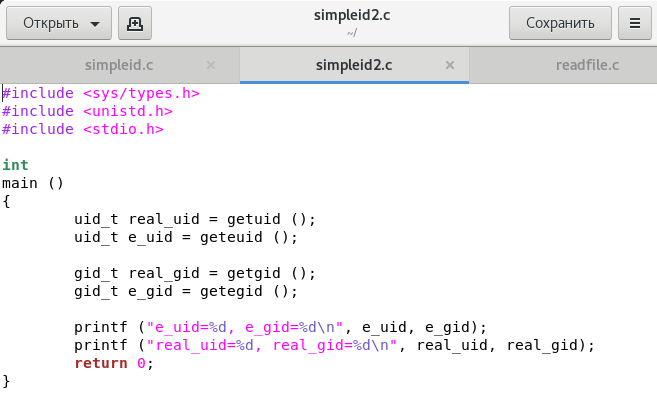 Открыть
simpleid2.c
~/
Сохранить
simpleid.c ×
simpleid2.c ×
readfile.c
#include <sys/types.h>
#include <unistd.h>
#include <stdio.h>
int
main ()
{
uid_t real_uid = getuid ();
uid_t e_uid = geteuid ();
gid_t real_gid = getgid ();
gid_t e_gid = getegid ();
printf ("e_uid=%d, e_gid=%d\n", e_uid, e_gid);
printf ("real_uid=%d, real_gid=%d\n", real_uid, real_gid);
return 0;
}